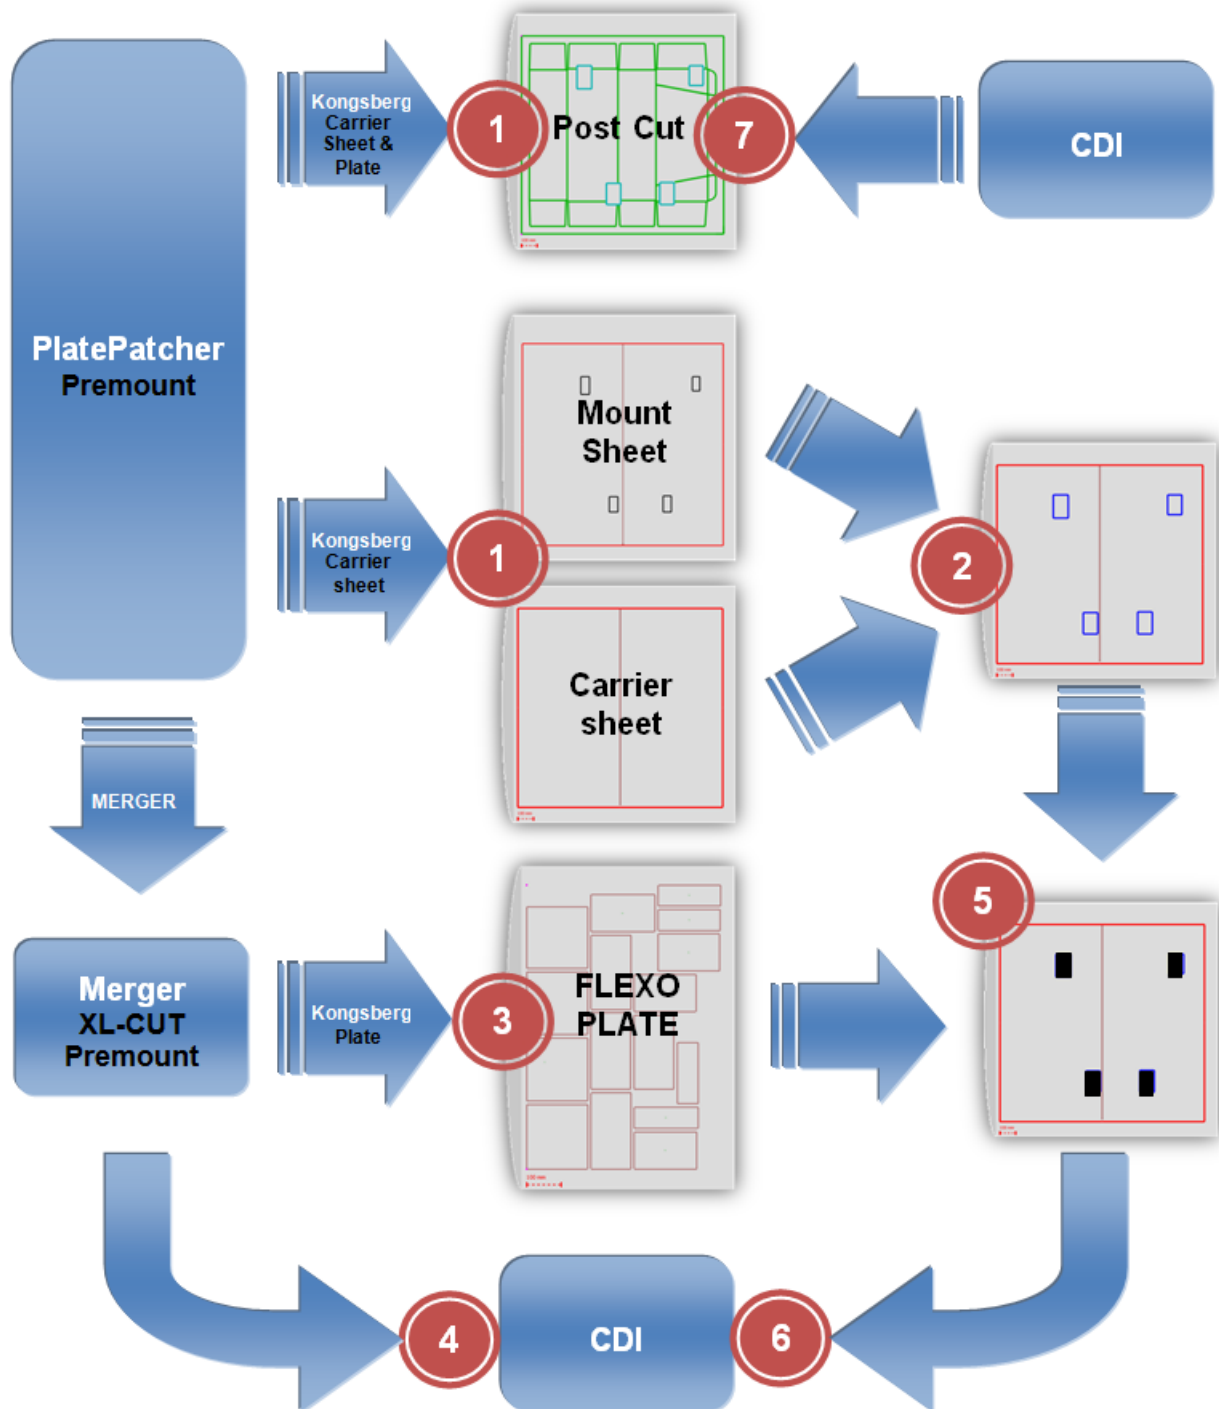 Kongsberg
Carrier
Sheet &
Plate
1
Post Cut
7
CDI
PlatePatcher
Premount
Mount
Sheet
Kongsberg
Carrier
sheet
1
2
Carrier
sheet
MERGER
5
Merger
XL-CUT
Premount
Kongsberg
Plate
3
FLEXO
PLATE
4
CDI
6